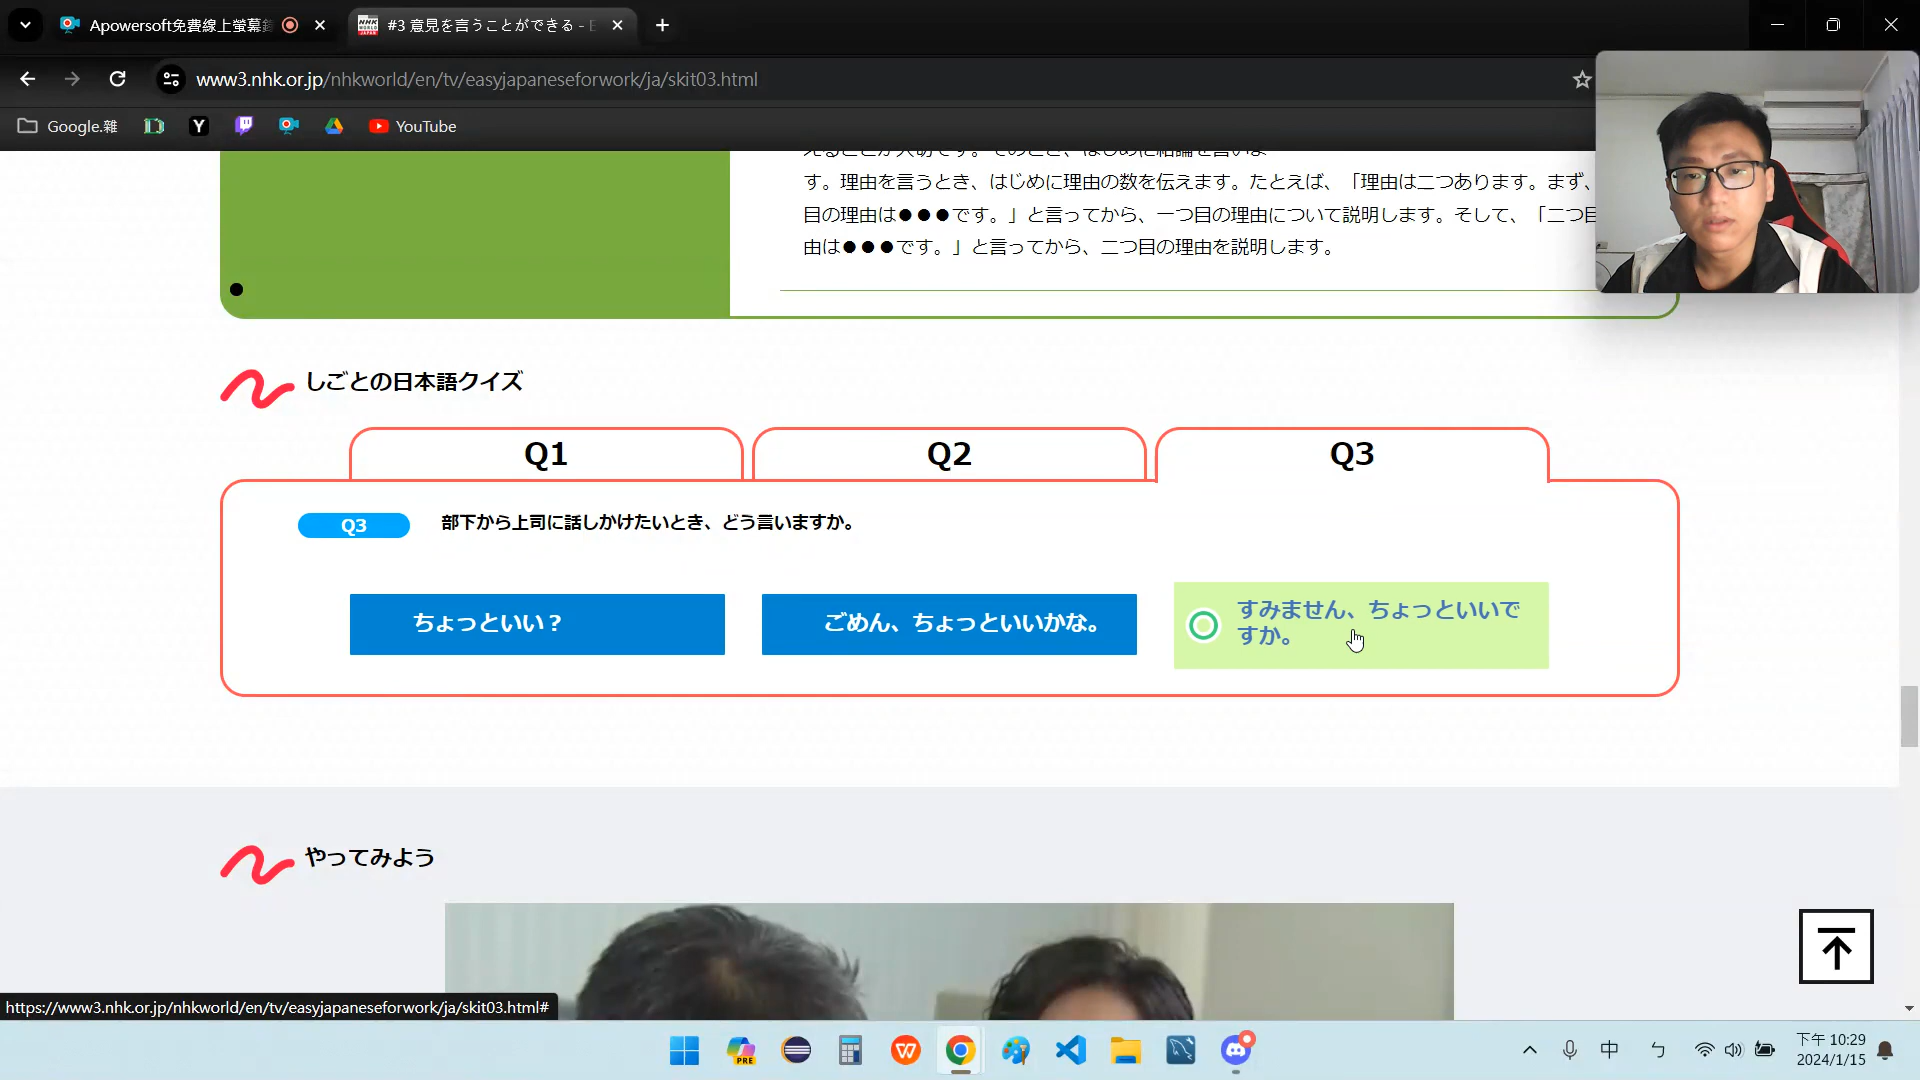 Apowersoft免費線上螢幕錄
#3 意見を言うことができる - E
www3.nhk.or.jp/nhkworld/en/tv/easyjapaneseforwork/ja/skit03.html
Google.雜
YouTube
す。理由を言うとき、はじめに理由の数を伝えます。たとえば、「理由は二つあります。まず、
目の理由は●●●です。」と言ってから、一つ目の理由について説明します。そして、「二つ目
由は●●●です。」と言ってから、二つ目の理由を説明します。
しごとの日本語クイズ
Q1
Q2
Q3
Q3
部下から上司に話しかけたいとき、どう言いますか。
ちょっといい？
ごめん、ちょっといいかな。
すみません、ちょっといいで
すか。
やってみよう
https://www3.nhk.or.jp/nhkworld/en/tv/easyjapaneseforwork/ja/skit03.html#
PRE
中
ㄅ
下午 10:29
2024/1/15